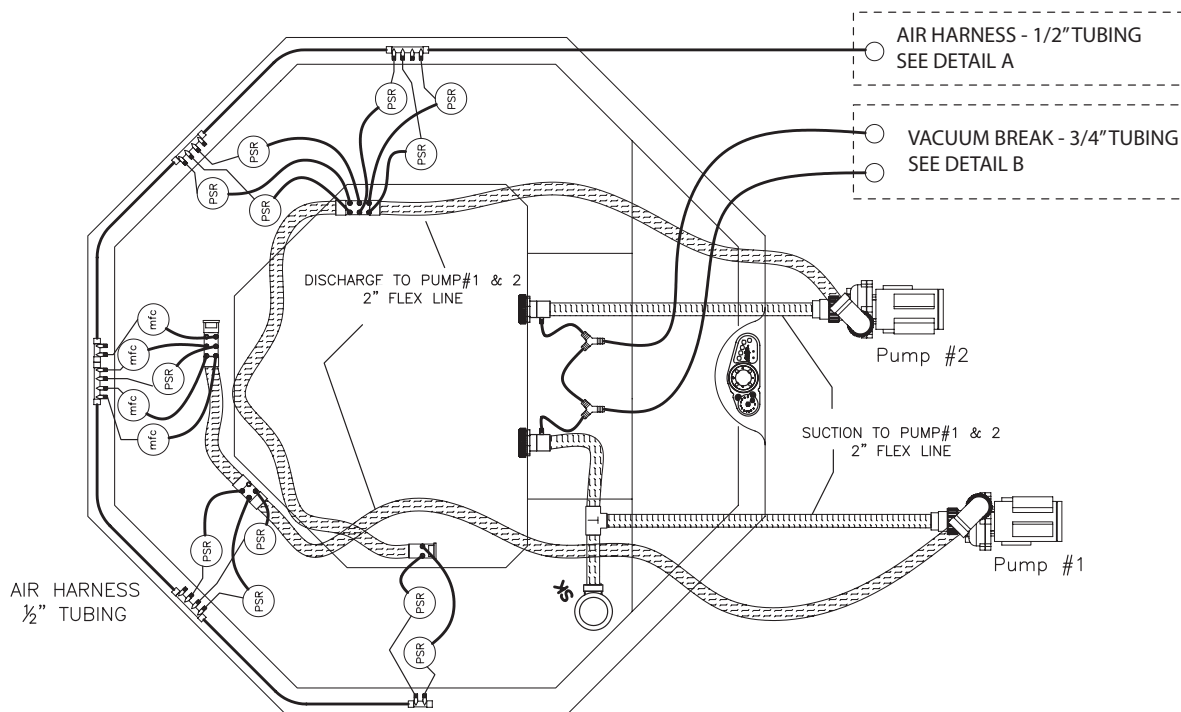 AIR HARNESS - 1/2" TUBING
SEE DETAIL A
VACUUM BREAK - 3/4" TUBING
SEE DETAIL B
PSR
PSR
PSR
PSR
PSR
PSR
DISCHARGE TO PUMP#1 & 2
2" FLEX LINE
mfc
mfc
PSR
mfc
mfc
Pump #2
SUCTION TO PUMP#1 & 2
2" FLEX LINE
PSR
PSR
PSR
Pump #1
AIR HARNESS
½" TUBING
SK
PSR
PSR